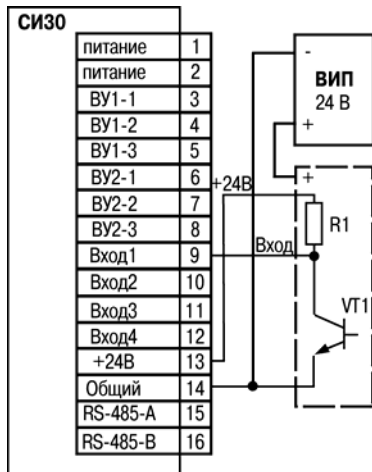 СИ30
питание 1
питание 2
ВУ1-1 3
ВУ1-2 4
ВУ1-3 5
ВУ2-1 6
ВУ2-2 7
ВУ2-3 8
Вход1 9
Вход2 10
Вход3 11
Вход4 12
+24В 13
Общий 14
RS-485-А 15
RS-485-В 16
+24В
Вход
-
ВИП
24 В
+
+
R1
VT1